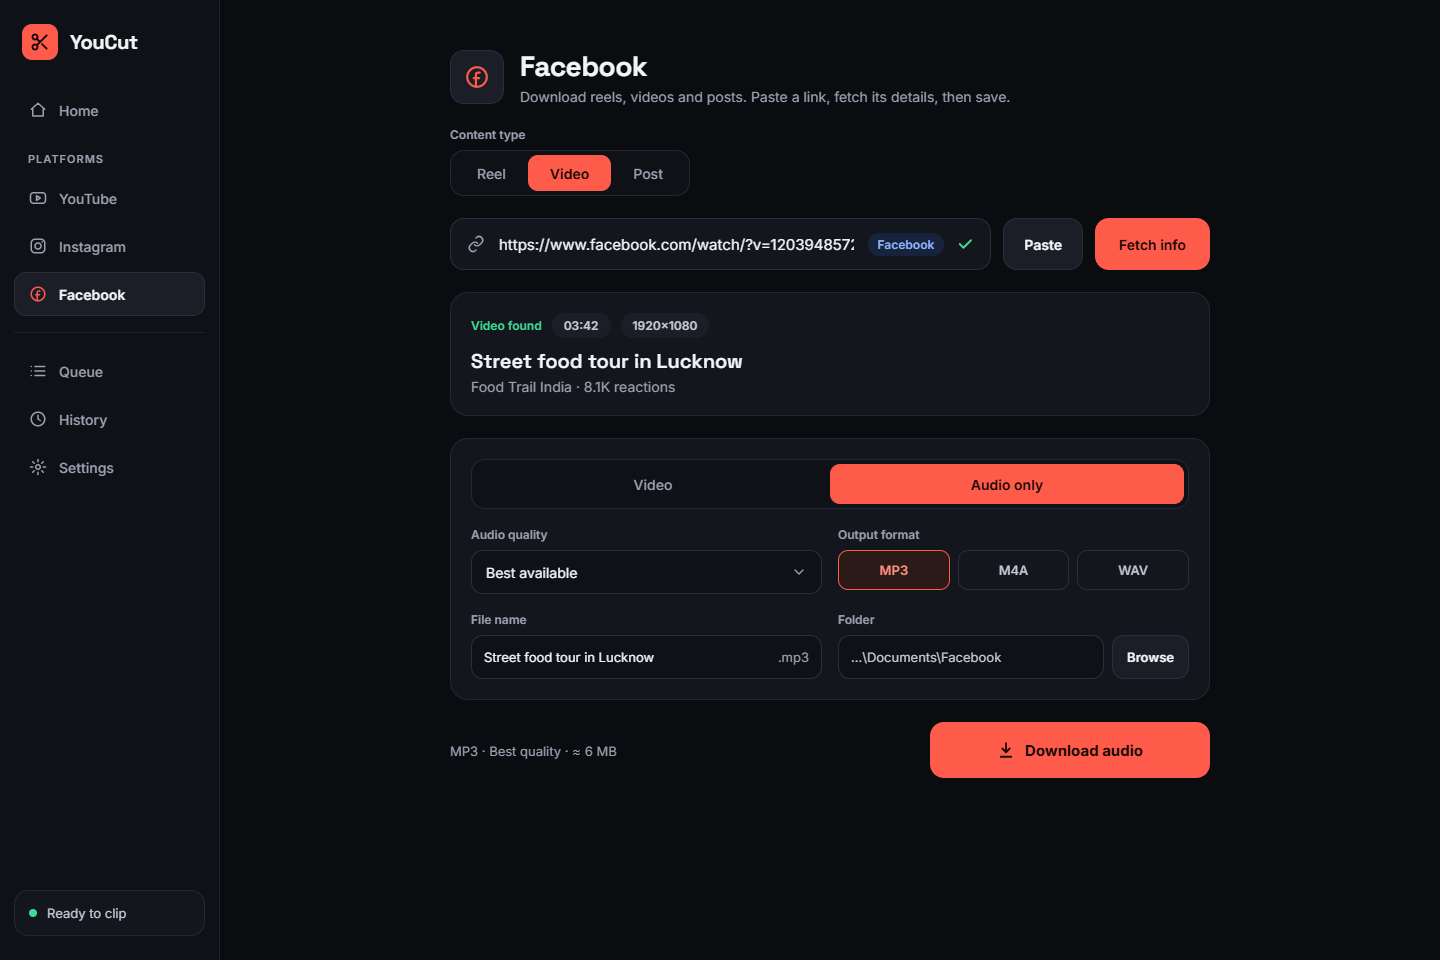 YouCut
Home
PLATFORMS
YouTube
Instagram
Facebook
Queue
History
Settings
Ready to clip
Facebook
Download reels, videos and posts. Paste a link, fetch its details, then save.
Content type
Reel Video Post
https://www.facebook.com/watch/?v=120394857 Facebook Paste Fetch info
Video found 03:42 1920×1080
Street food tour in Lucknow
Food Trail India · 8.1K reactions
Video Audio only
Audio quality Output format
Best available MP3 M4A WAV
File name Folder
Street food tour in Lucknow .mp3 ...\Documents\Facebook Browse
MP3 · Best quality · ≈ 6 MB Download audio